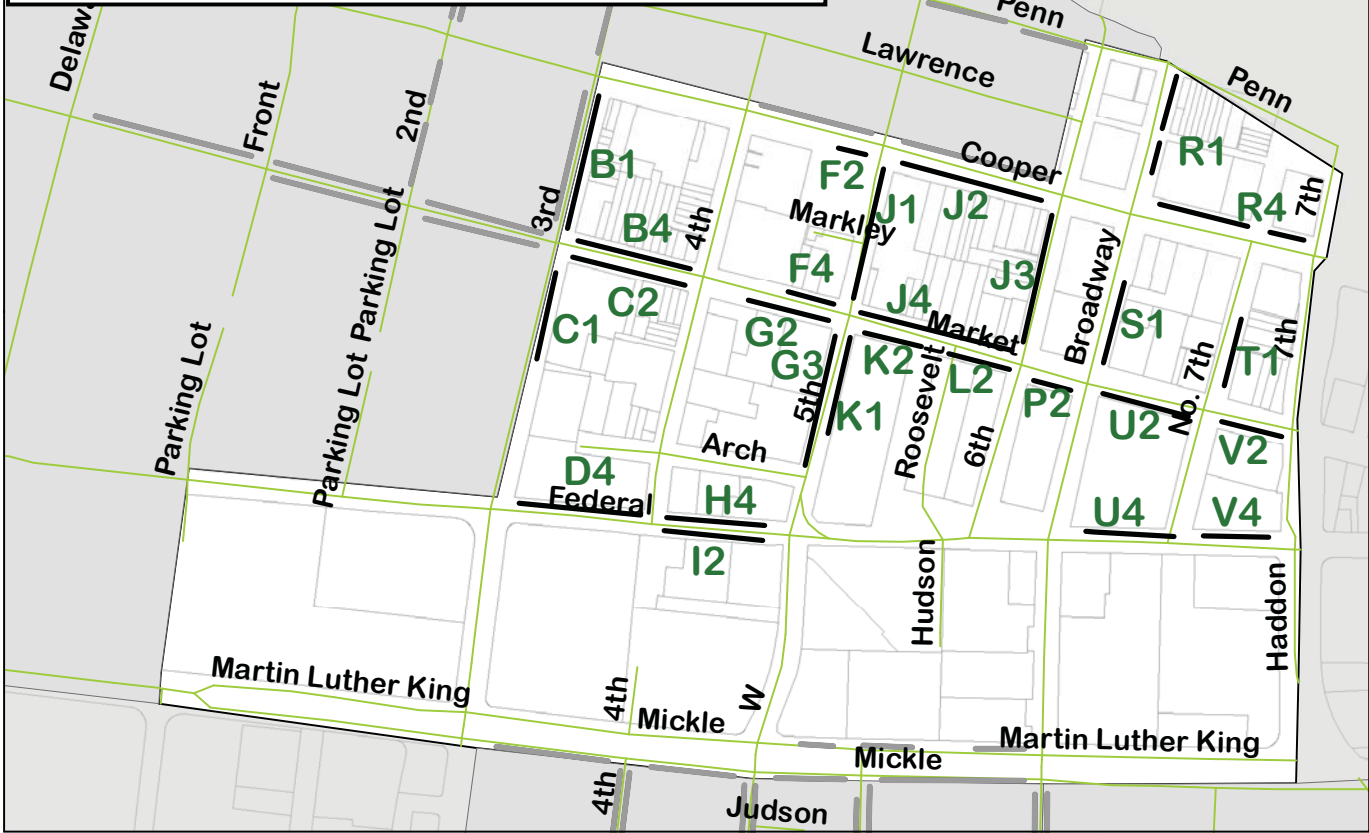 Penn
Delawa
Lawrence
Penn
Front
2nd
Cooper
R1
B1
F2
3rd
J1
J2
R4
7th
Markley
B4
4th
Parking Lot
F4
J3
Broadway
C2
J4
C1
G2
Market
S1
G3
K2
Roosevelt
L2
No. 7th
T1
7th
Parking Lot
Parking Lot
5th
K1
P2
U2
6th
Arch
V2
D4
Federal
H4
U4
V4
I2
Hudson
Haddon
Martin Luther King
4th
Mickle
W
Martin Luther King
Mickle
4th
Judson